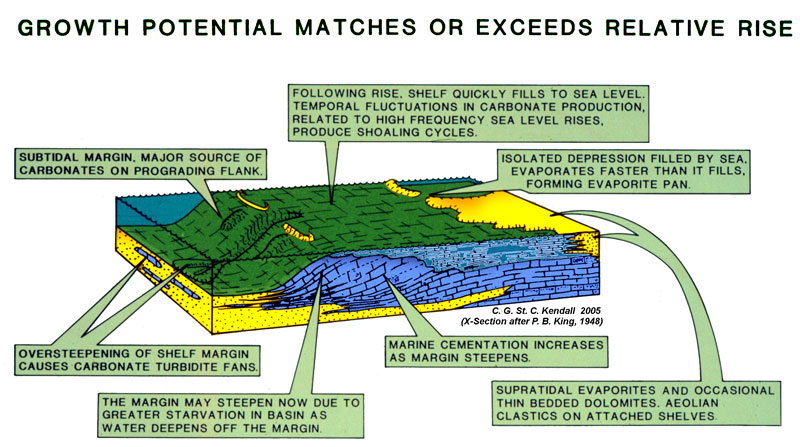 GROWTH POTENTIAL MATCHES OR EXCEEDS RELATIVE RISE
FOLLOWING RISE, SHELF QUICKLY FILLS TO SEA LEVEL.
TEMPORAL FLUCTUATIONS IN CARBONATE PRODUCTION,
RELATED TO HIGH FREQUENCY SEA LEVEL RISES,
PRODUCE SHOALING CYCLES.
SUBTIDAL MARGIN, MAJOR SOURCE OF
CARBONATES ON PROGRADING FLANK.
ISOLATED DEPRESSION FILLED BY SEA,
EVAPORATES FASTER THAN IT FILLS,
FORMING EVAPORITE PAN.
C. G. St. C. Kendall 2005
(X-Section after P. B. King, 1948)
OVERSTEEPENING OF SHELF MARGIN
CAUSES CARBONATE TURBIDITE FANS.
MARINE CEMENTATION INCREASES
AS MARGIN STEEPENS.
THE MARGIN MAY STEEPEN NOW DUE TO
GREATER STARVATION IN BASIN AS
WATER DEEPENS OFF THE MARGIN.
SUPRATIDAL EVAPORITES AND OCCASIONAL
THIN BEDDED DOLOMITES. AEOLIAN
CLASTICS ON ATTACHED SHELVES.